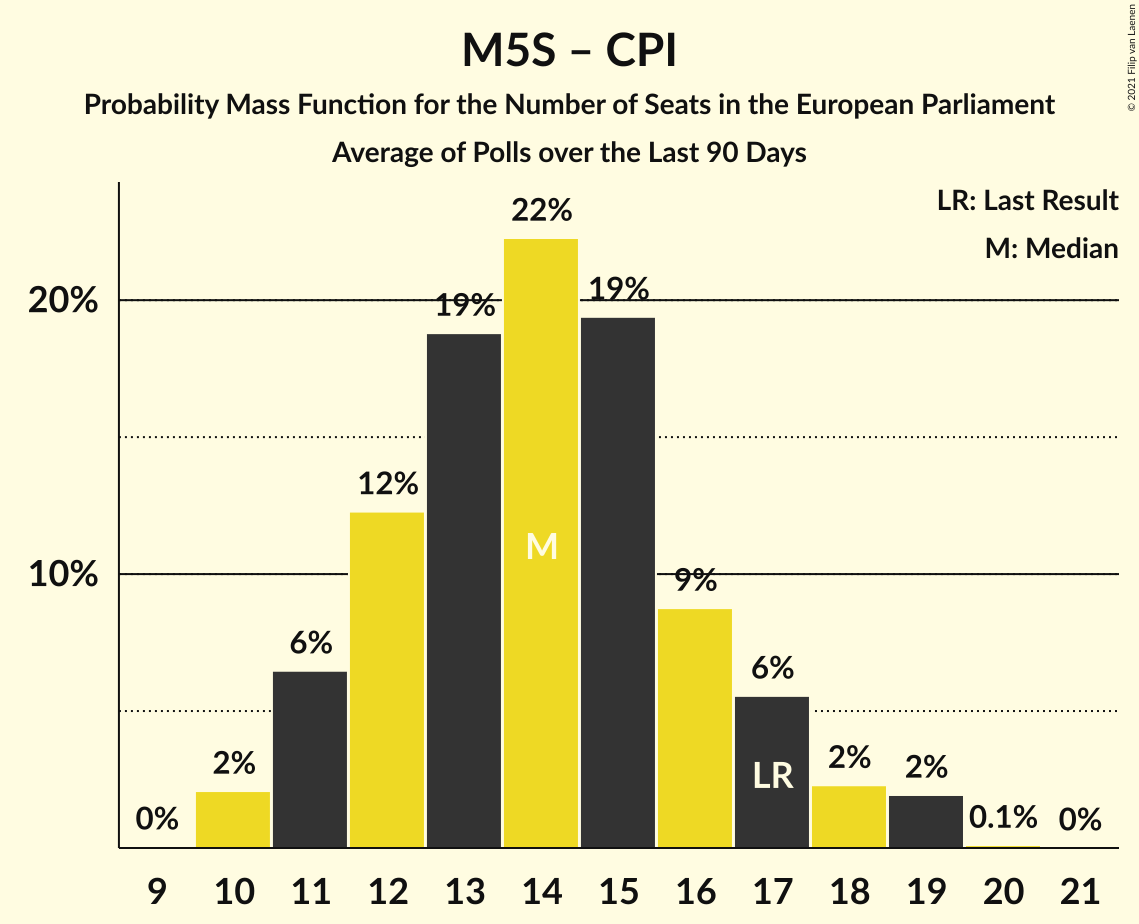 M5S – CPI
Probability Mass Function for the Number of Seats in the European Parliament
Average of Polls over the Last 90 Days
© 2021 Filip van Laenen
LR: Last Result
M: Median
20%
10%
0%
2%
6%
12%
19%
22%
19%
9%
6%
2%
2%
0.1%
0%
M
LR
9 10 11 12 13 14 15 16 17 18 19 20 21